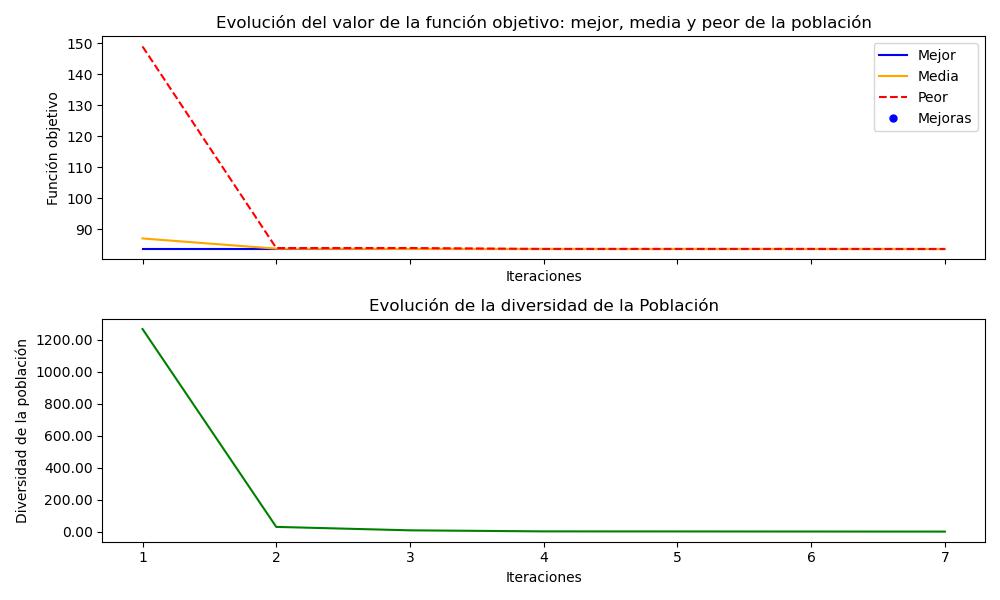 Evolución del valor de la función objetivo: mejor, media y peor de la población
150
140
130
120
110
100
90
Función objetivo
Mejor
Media
Peor
Mejoras
Iteraciones
Evolución de la diversidad de la Población
1200.00
1000.00
800.00
600.00
400.00
200.00
0.00
Diversidad de la población
1 2 3 4 5 6 7
Iteraciones